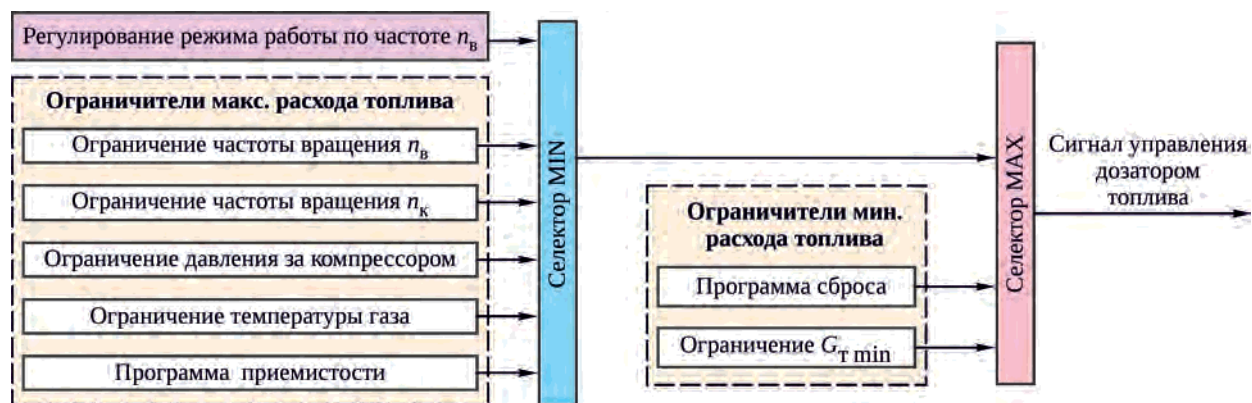 Регулирование режима работы по частоте nв
Ограничители макс. расхода топлива
Ограничение частоты вращения nв
Ограничение частоты вращения nк
Ограничение давления за компрессором
Ограничение температуры газа
Программа приемистости
Селектор MIN
Ограничители мин.
расхода топлива
Программа сброса
Ограничение Gт min
Селектор MAX
Сигнал управления
дозатором
топлива